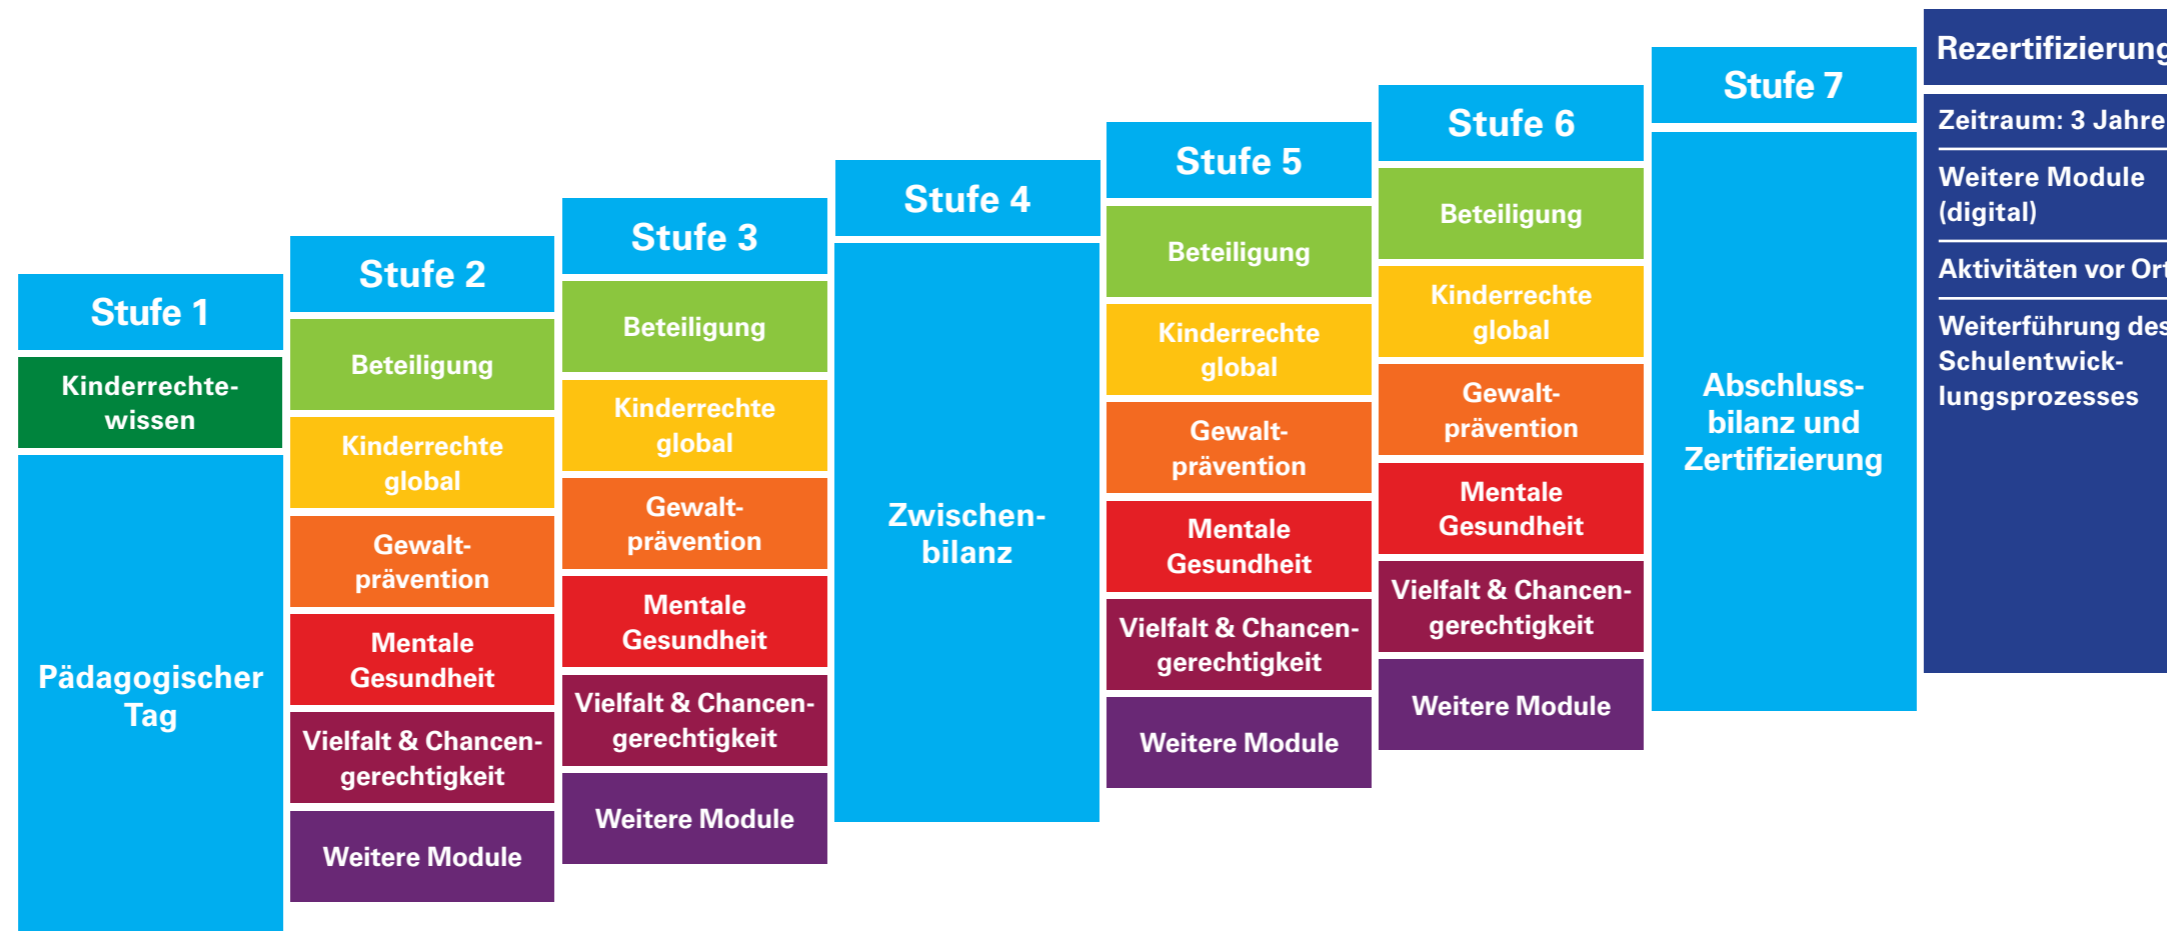 Stufe 1
Kinderrechte-
wissen
Pädagogischer
Tag
Stufe 2
Beteiligung
Kinderrechte
global
Gewalt-
prävention
Mentale
Gesundheit
Vielfalt & Chancen-
gerechtigkeit
Weitere Module
Stufe 3
Beteiligung
Kinderrechte
global
Gewalt-
prävention
Mentale
Gesundheit
Vielfalt & Chancen-
gerechtigkeit
Weitere Module
Stufe 4
Zwischen-
bilanz
Stufe 5
Beteiligung
Kinderrechte
global
Gewalt-
prävention
Mentale
Gesundheit
Vielfalt & Chancen-
gerechtigkeit
Weitere Module
Stufe 6
Beteiligung
Kinderrechte
global
Gewalt-
prävention
Mentale
Gesundheit
Vielfalt & Chancen-
gerechtigkeit
Weitere Module
Stufe 7
Abschluss-
bilanz und
Zertifizierung
Rezertifizierung
Zeitraum: 3 Jahre
Weitere Module
(digital)
Aktivitäten vor Ort
Weiterführung des
Schulentwick-
lungsprozesses